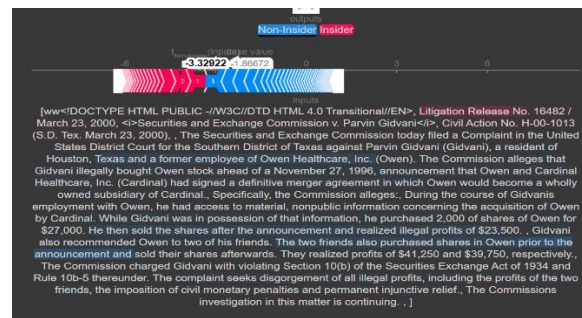 outputs
Non-Insider Insider
base value
-6 -3.32922 -1.86672 0 3 6
inputs
[ww<!DOCTYPE HTML PUBLIC -//W3C//DTD HTML 4.0 Transitional//EN>, Litigation Release No. 16482 /
March 23, 2000, <i>Securities and Exchange Commission v. Parvin Gidvani</i>, Civil Action No. H-00-1013
(S.D. Tex. March 23, 2000), , The Securities and Exchange Commission today filed a Complaint in the United
States District Court for the Southern District of Texas against Parvin Gidvani (Gidvani), a resident of
Houston, Texas and a former employee of Owen Healthcare, Inc. (Owen). The Commission alleges that
Gidvani illegally bought Owen stock ahead of a November 27, 1996, announcement that Owen and Cardinal
Healthcare, Inc. (Cardinal) had signed a definitive merger agreement in which Owen would become a wholly
owned subsidiary of Cardinal., Specifically, the Commission alleges:, During the course of Gidvanis
employment with Owen, he had access to material, nonpublic information concerning the acquisition of Owen
by Cardinal. While Gidvani was in possession of that information, he purchased 2,000 of shares of Owen for
$27,000. He then sold the shares after the announcement and realized illegal profits of $23,500. , Gidvani
also recommended Owen to two of his friends. The two friends also purchased shares in Owen prior to the
announcement and sold their shares afterwards. They realized profits of $41,250 and $39,750, respectively.,
The Commission charged Gidvani with violating Section 10(b) of the Securities Exchange Act of 1934 and
Rule 10b-5 thereunder. The complaint seeks disgorgement of all illegal profits, including the profits of the two
friends, the imposition of civil monetary penalties and permanent injunctive relief., The Commissions
investigation in this matter is continuing. , ]